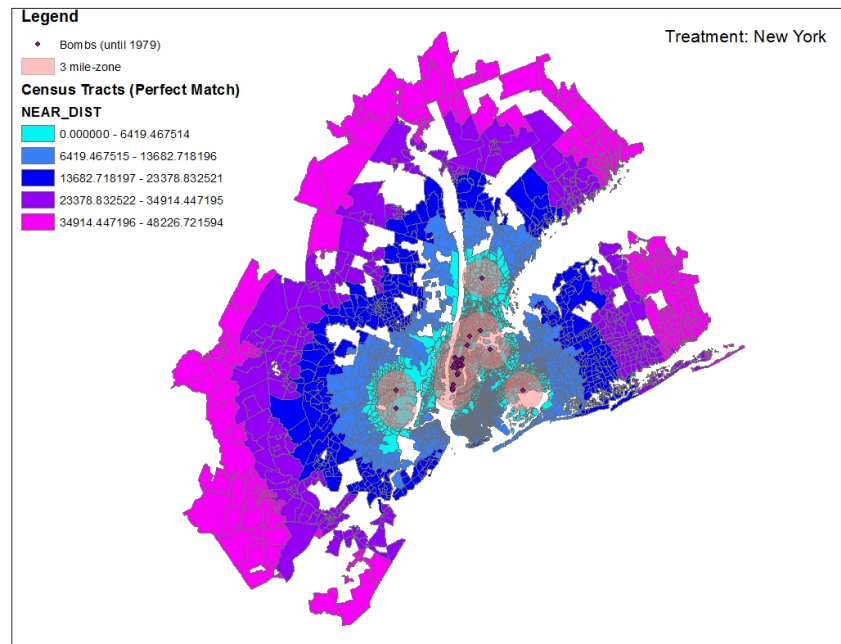 Legend
Treatment: New York
Bombs (until 1979)
3 mile-zone
Census Tracts (Perfect Match)
NEAR_DIST
0.000000 - 6419.467514
6419.467515 - 13682.718196
13682.718197 - 23378.832521
23378.832522 - 34914.447195
34914.447196 - 48226.721594